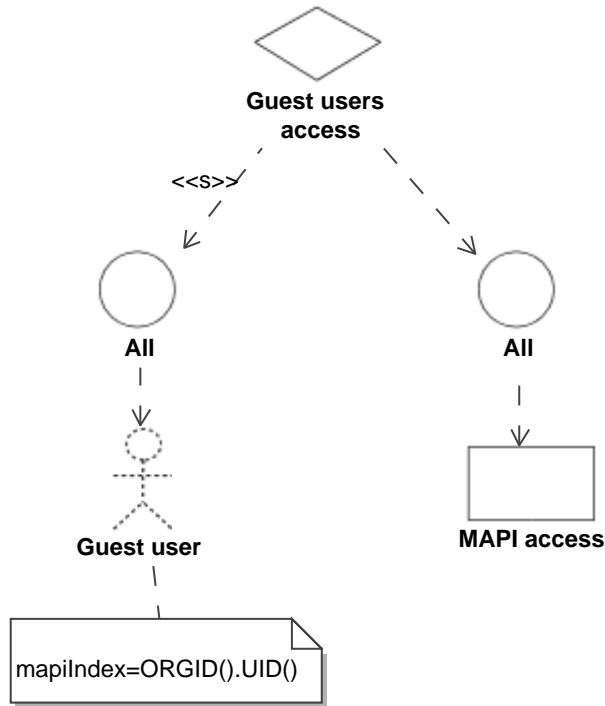 Guest users
access
<<s>>
All
All
Guest user
MAPI access
mapiIndex=ORGID().UID()